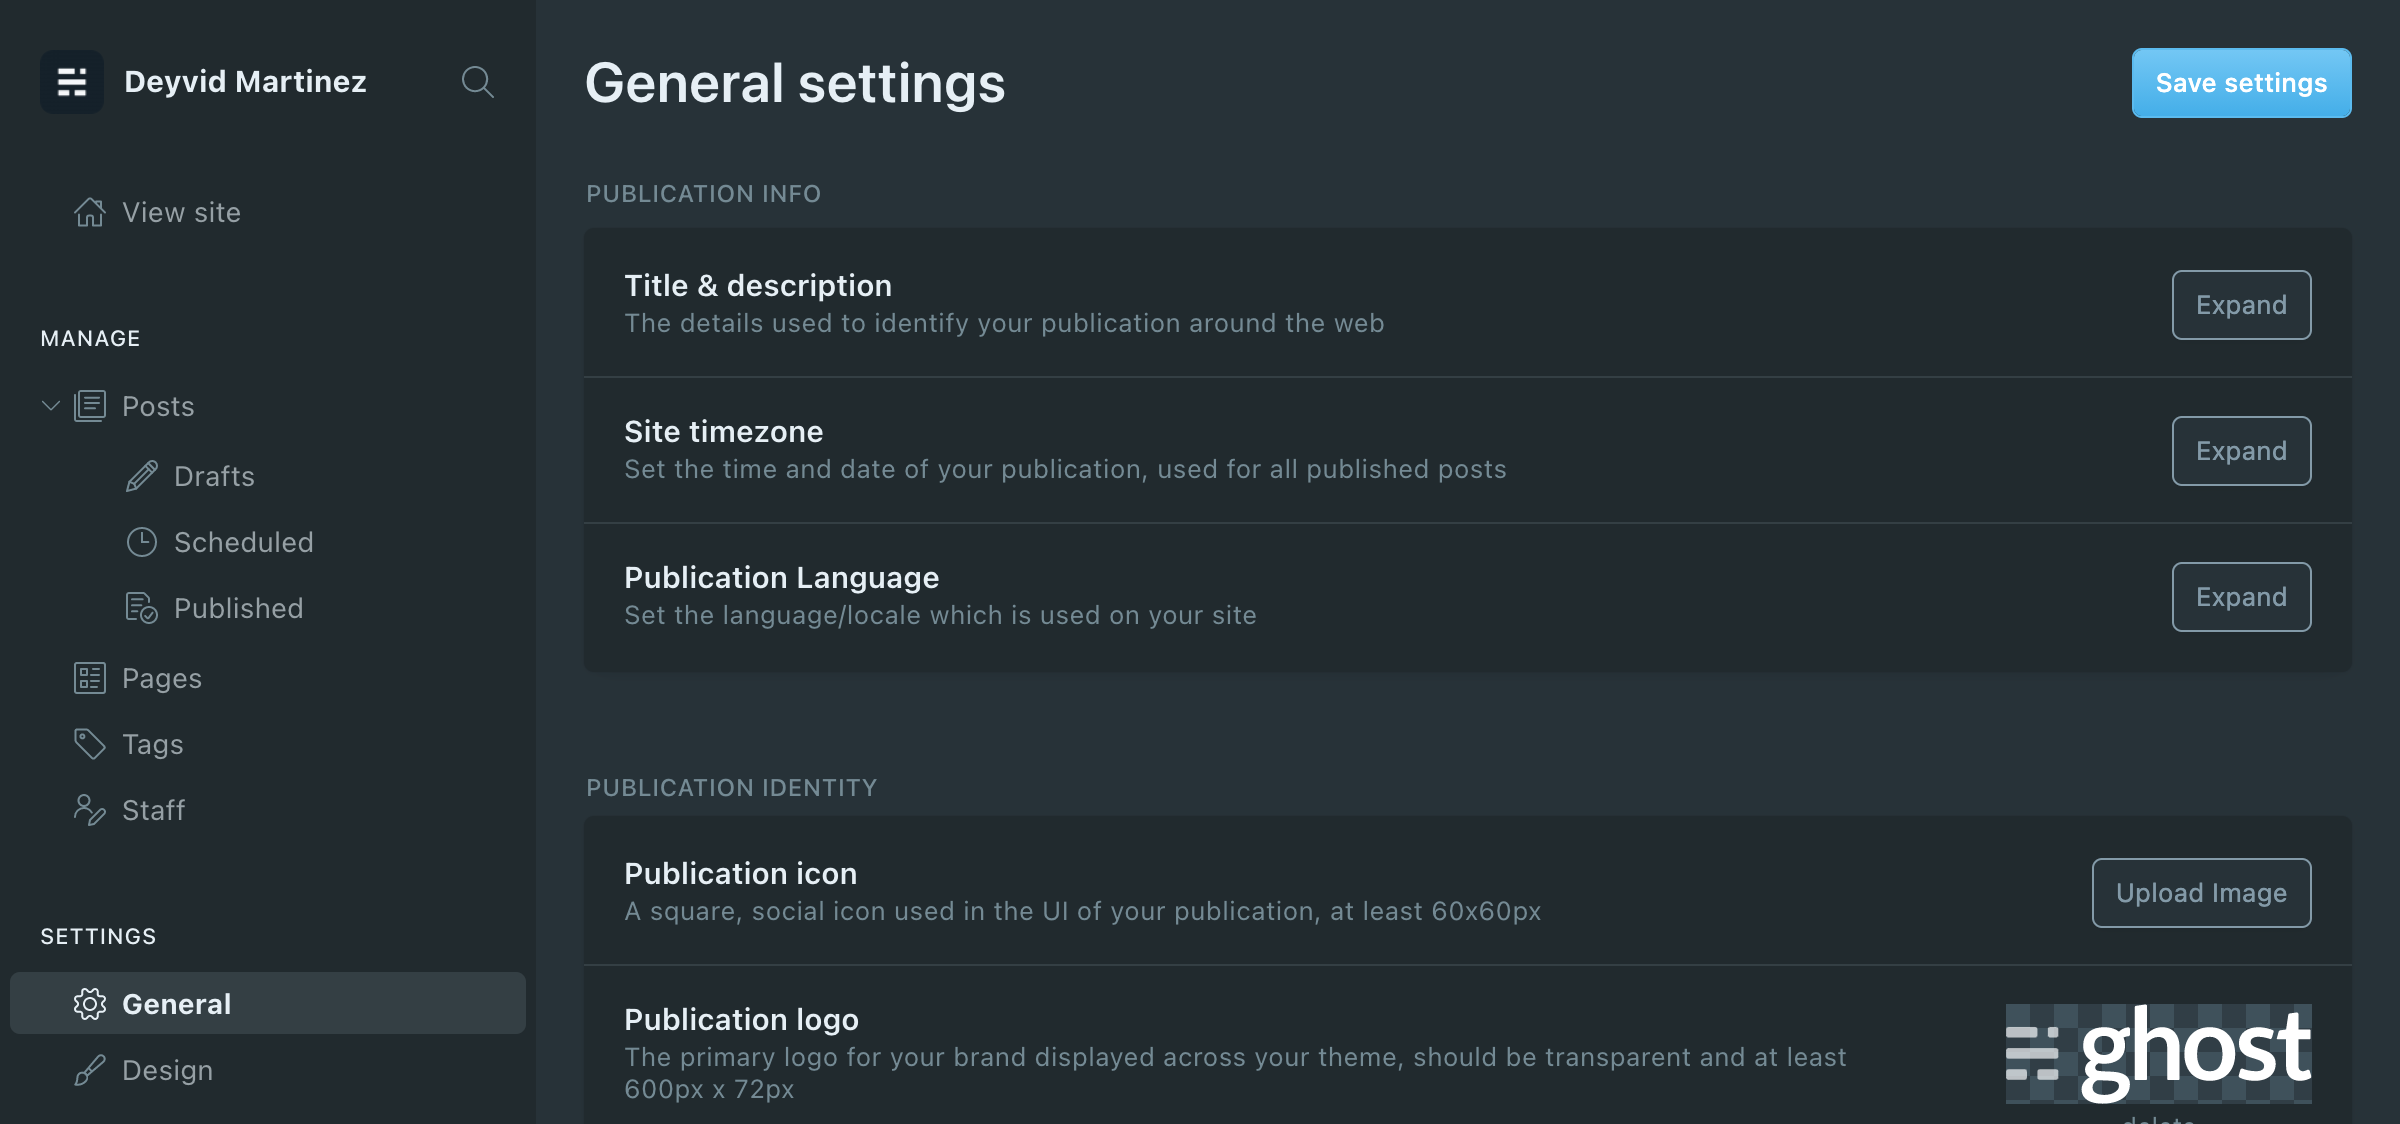 Deyvid Martinez
View site
MANAGE
Posts
Drafts
Scheduled
Published
Pages
Tags
Staff
SETTINGS
General
Design
General settings
Save settings
PUBLICATION INFO
Title & description
The details used to identify your publication around the web
Expand
Site timezone
Set the time and date of your publication, used for all published posts
Expand
Publication Language
Set the language/locale which is used on your site
Expand
PUBLICATION IDENTITY
Publication icon
A square, social icon used in the UI of your publication, at least 60x60px
Upload Image
Publication logo
The primary logo for your brand displayed across your theme, should be transparent and at least
600px x 72px
ghost
delete